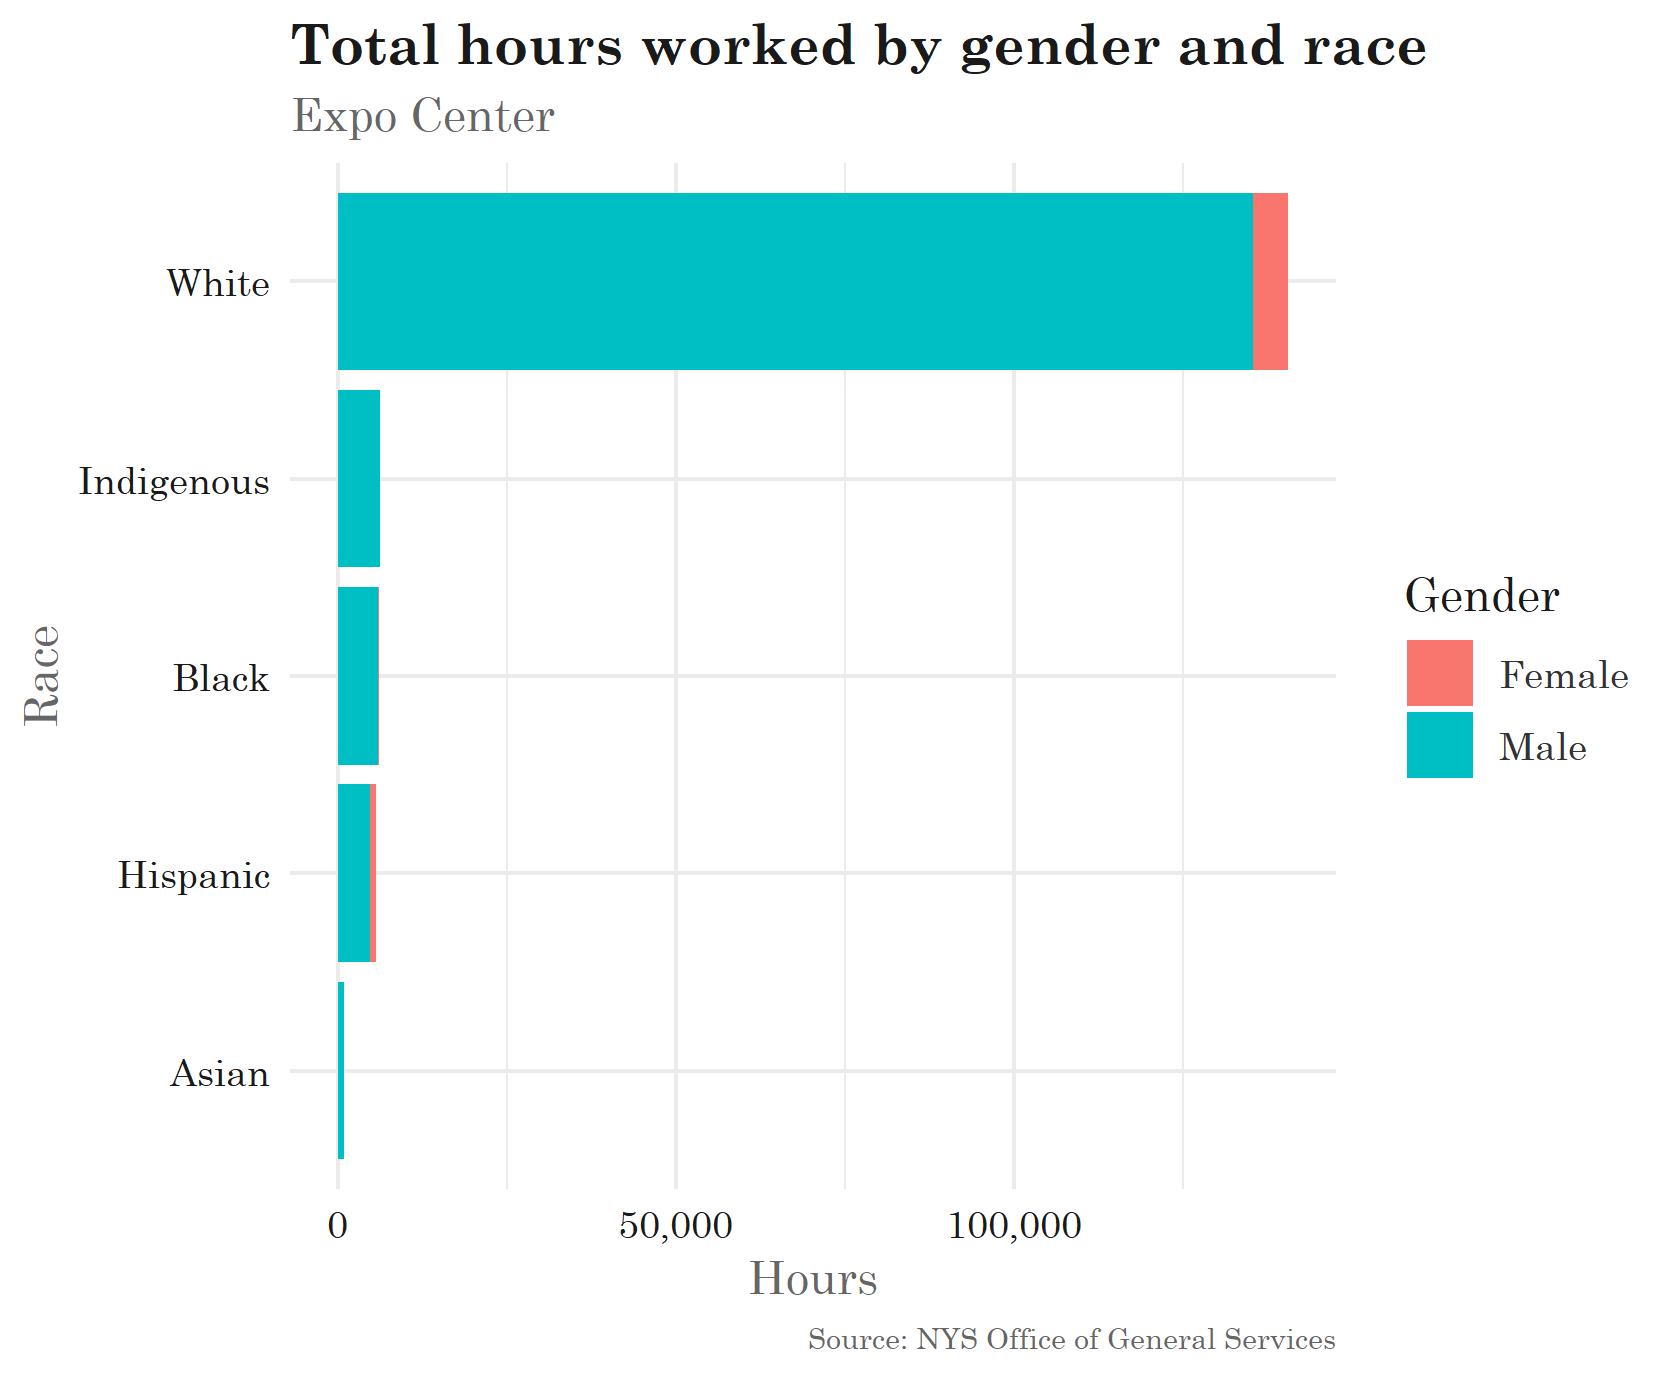 Total hours worked by gender and race
Expo Center
White
Indigenous
Black
Hispanic
Asian
Race
0 50,000 100,000
Hours
Gender
Female
Male
Source: NYS Office of General Services